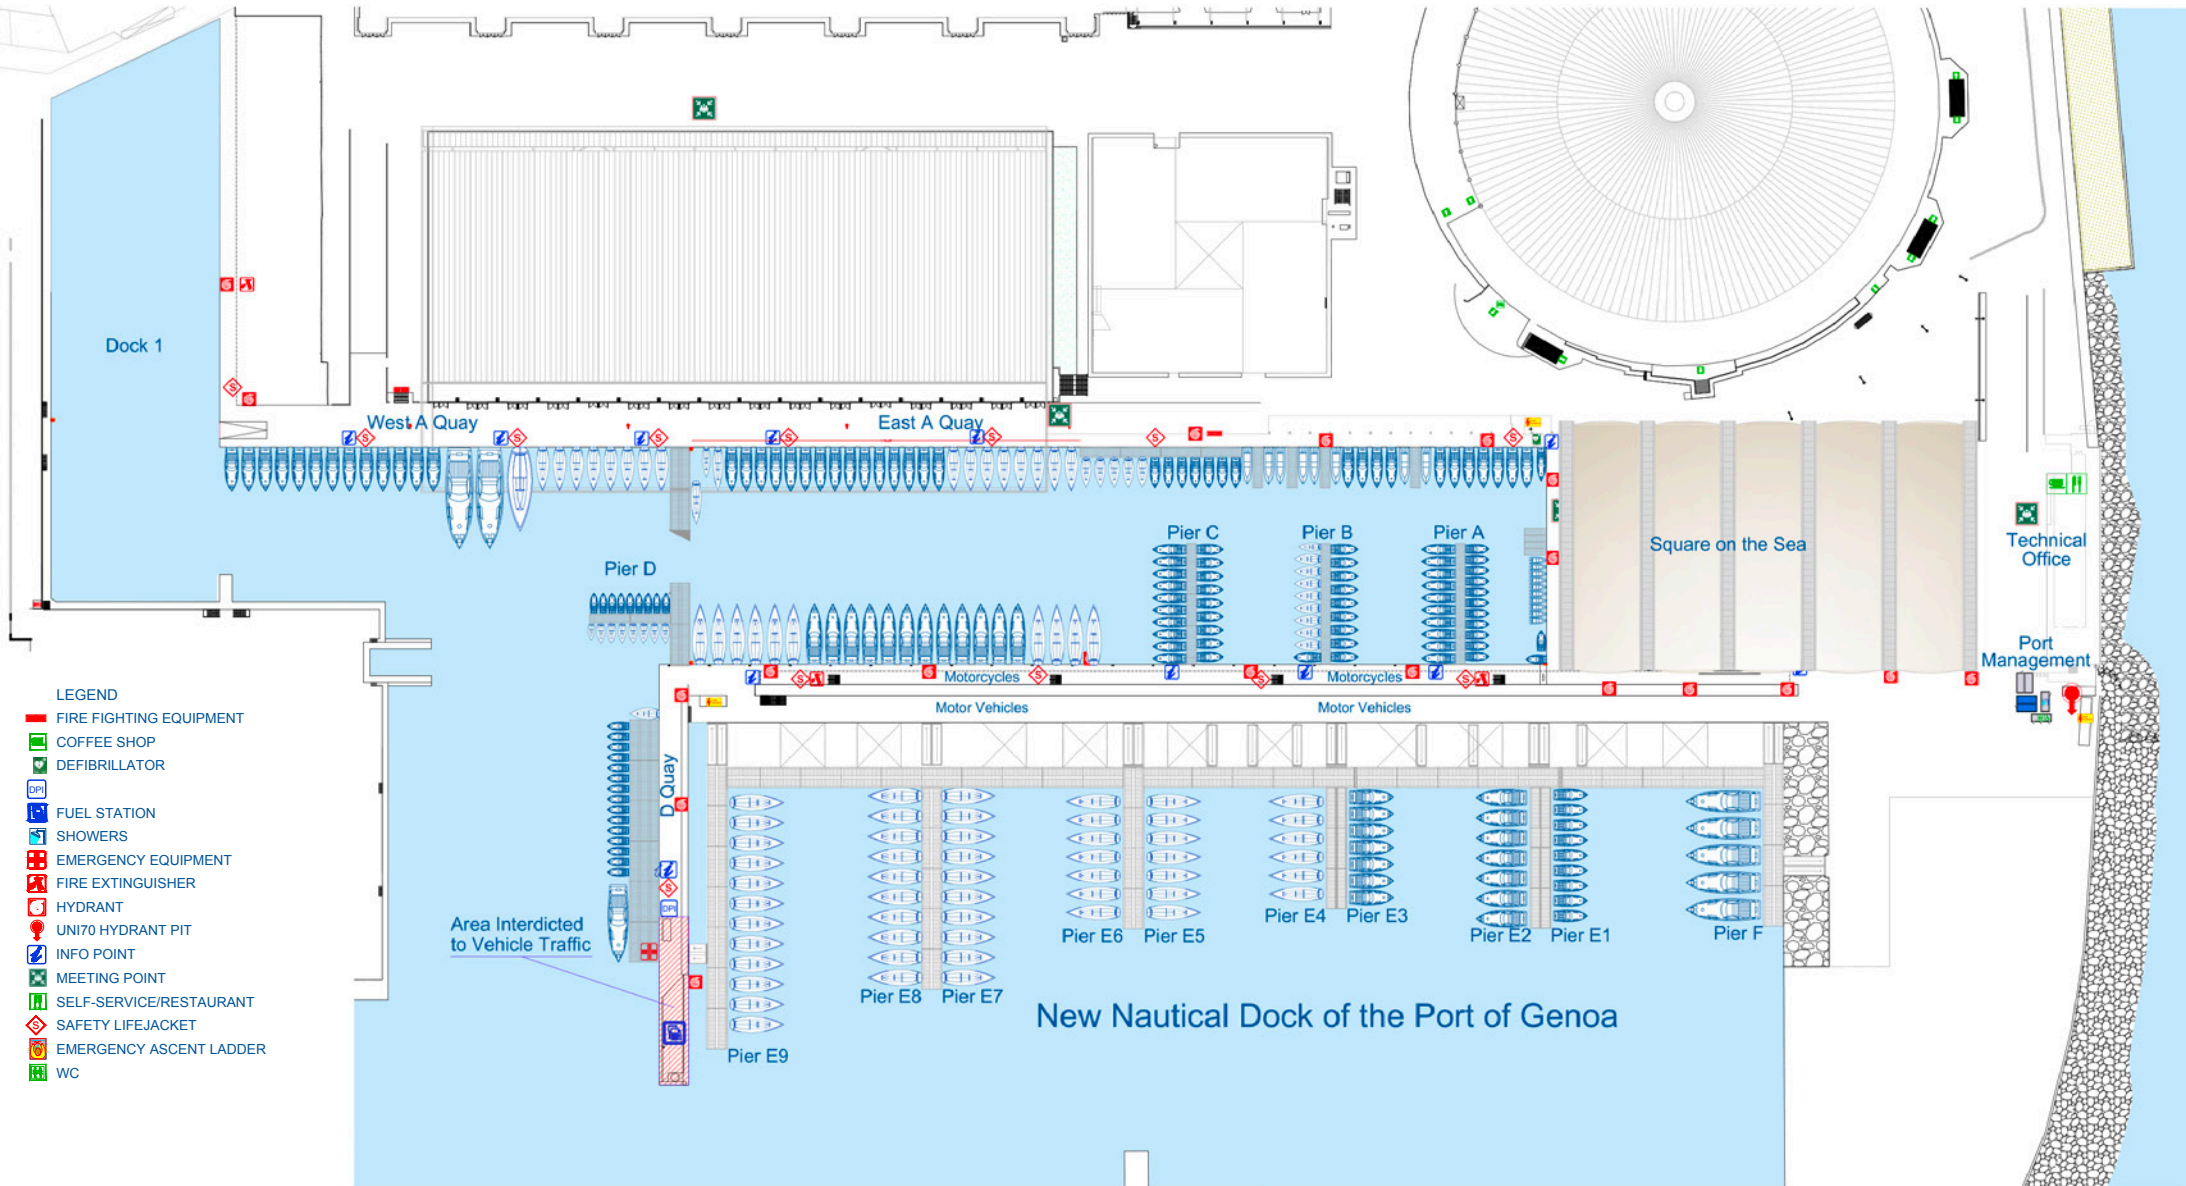 Dock 1
West A Quay
East A Quay
Pier C
Pier B
Pier A
Square on the Sea
Technical
Office
Pier D
Port
Management
Motorcycles
Motorcycles
Motor Vehicles
Motor Vehicles
LEGEND
FIRE FIGHTING EQUIPMENT
COFFEE SHOP
DEFIBRILLATOR
DPI
FUEL STATION
SHOWERS
EMERGENCY EQUIPMENT
FIRE EXTINGUISHER
HYDRANT
UNI70 HYDRANT PIT
INFO POINT
MEETING POINT
SELF-SERVICE/RESTAURANT
S SAFETY LIFEJACKET
EMERGENCY ASCENT LADDER
WC
D Quay
DPI
Area Interdicted
to Vehicle Traffic
Pier E4
Pier E3
Pier E6
Pier E5
Pier E2
Pier E1
Pier F
Pier E8
Pier E7
Pier E9
New Nautical Dock of the Port of Genoa